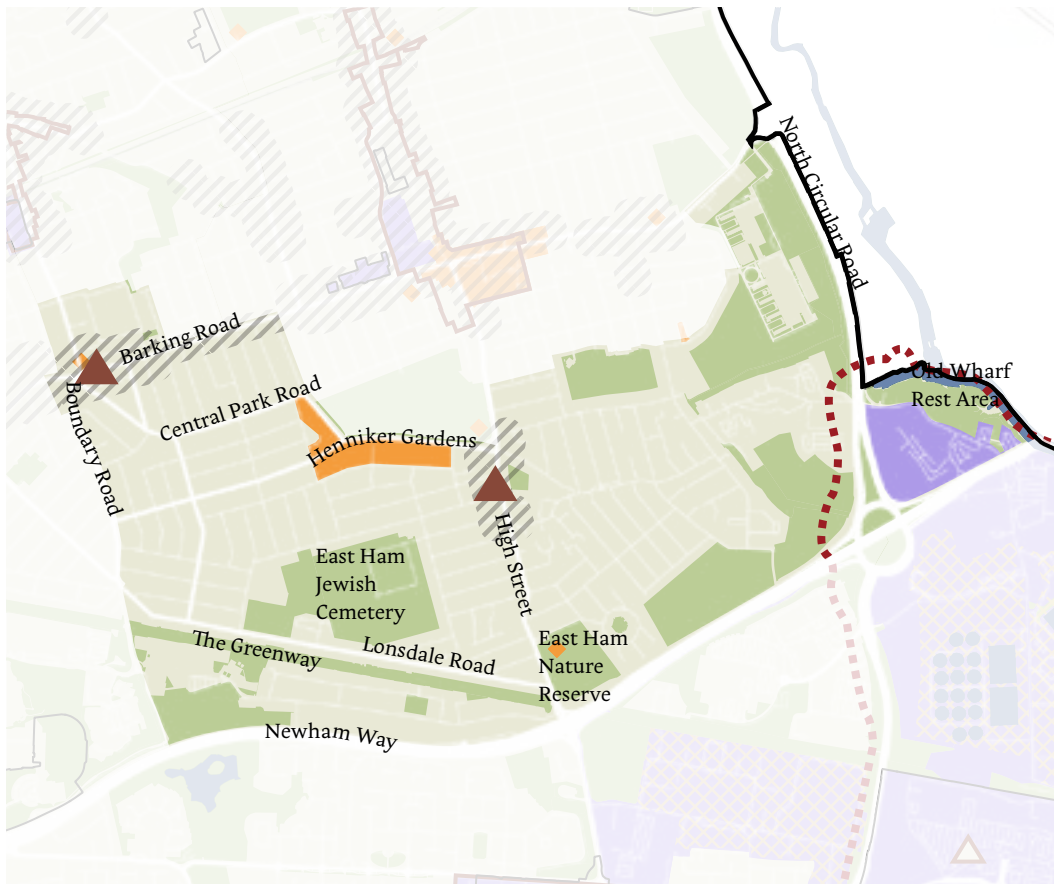 North Circular Road
Barking Road
Old Wharf
Rest Area
Boundary Road
Central Park Road
Henniker Gardens
High Street
East Ham
Jewish
Cemetery
The Greenway
Lonsdale Road
East Ham
Nature
Reserve
Newham Way